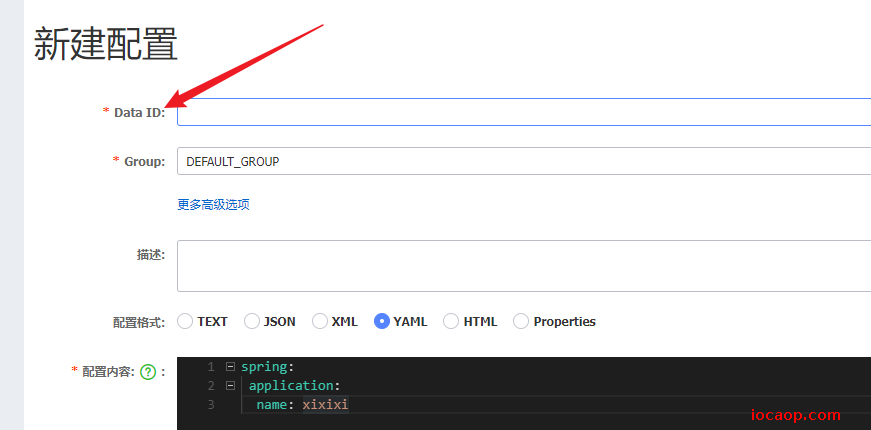 新建配置
* Data ID:
* Group: DEFAULT_GROUP
更多高级选项
描述:
配置格式: TEXT JSON XML YAML HTML Properties
* 配置内容: ? :
1 spring:
2 application:
3 name: xixixi
iocaop.com